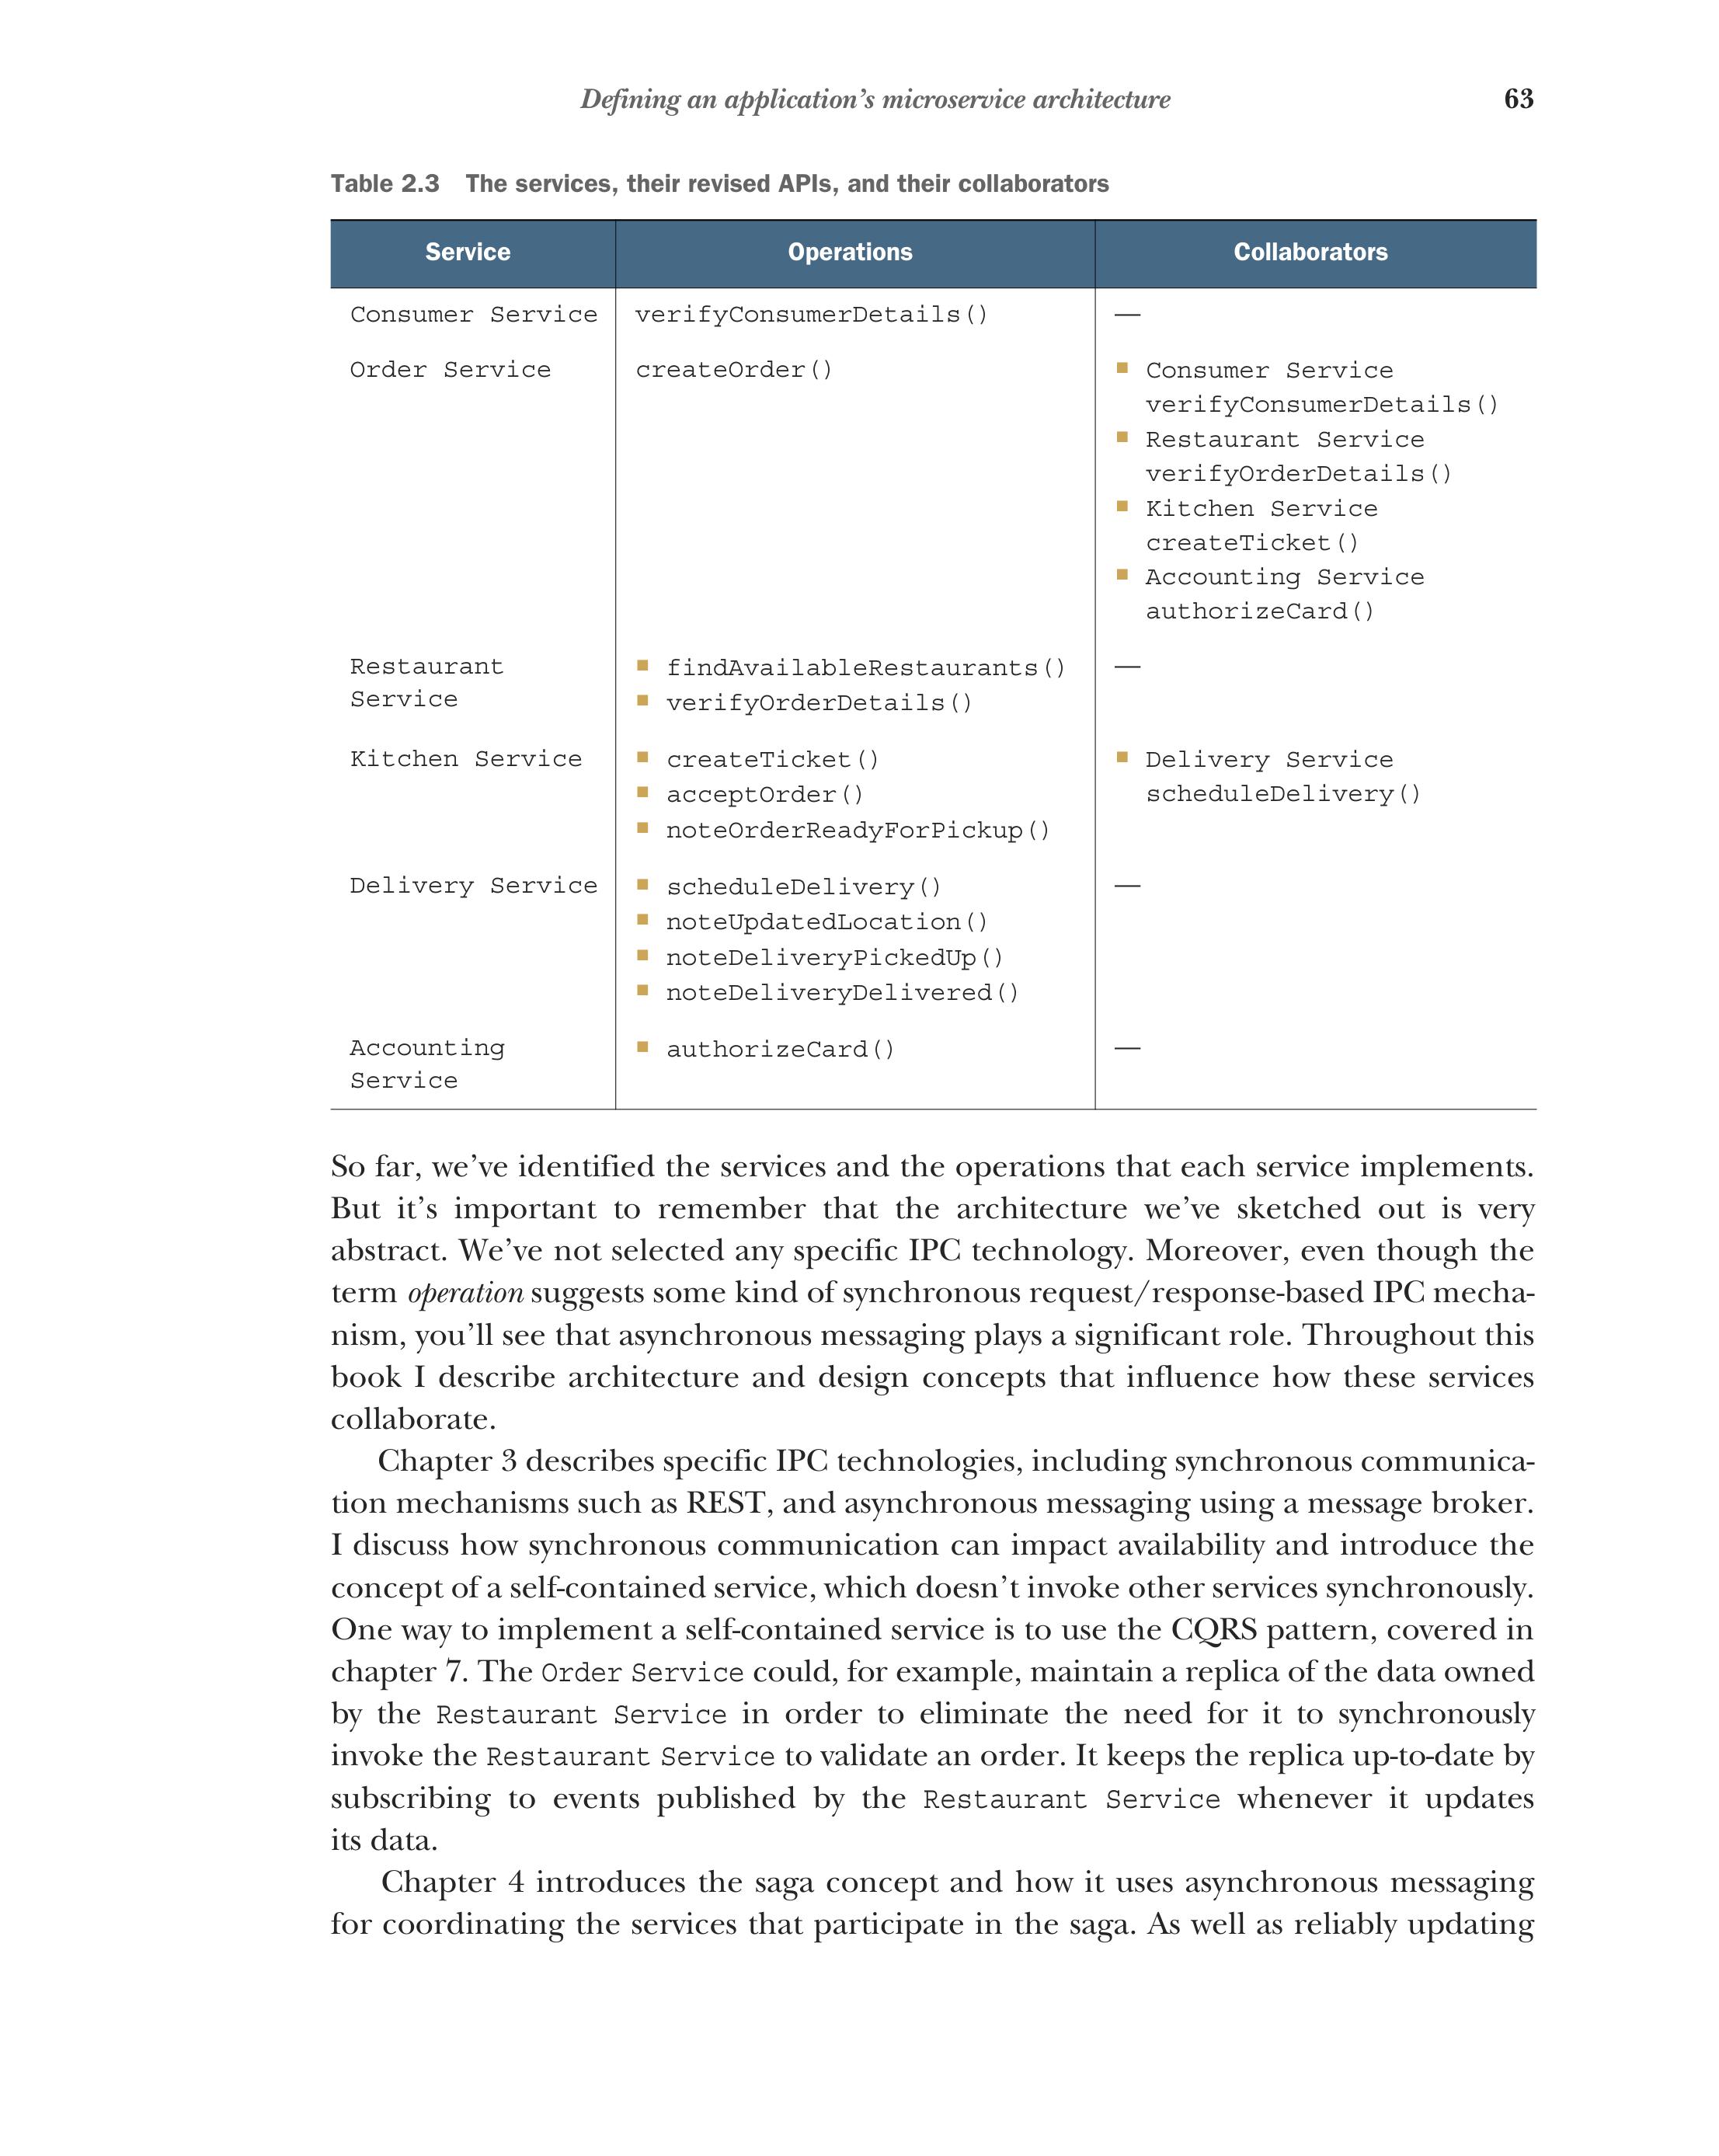 Defining an application's microservice architecture 63
Table 2.3 The services, their revised APIs, and their collaborators
Service Operations Collaborators
Consumer Service verifyConsumerDetails() —
Order Service createOrder() ■ Consumer Service
verifyConsumerDetails()
■ Restaurant Service
verifyOrderDetails()
■ Kitchen Service
createTicket()
■ Accounting Service
authorizeCard()
Restaurant ■ findAvailableRestaurants() —
Service ■ verifyOrderDetails()
Kitchen Service ■ createTicket() ■ Delivery Service
■ acceptOrder() scheduleDelivery()
■ noteOrderReadyForPickup()
Delivery Service ■ scheduleDelivery() —
■ noteUpdatedLocation()
■ noteDeliveryPickedUp()
■ noteDeliveryDelivered()
Accounting ■ authorizeCard() —
Service
So far, we've identified the services and the operations that each service implements.
But it's important to remember that the architecture we've sketched out is very
abstract. We've not selected any specific IPC technology. Moreover, even though the
term operation suggests some kind of synchronous request/response-based IPC mecha-
nism, you'll see that asynchronous messaging plays a significant role. Throughout this
book I describe architecture and design concepts that influence how these services
collaborate.
Chapter 3 describes specific IPC technologies, including synchronous communica-
tion mechanisms such as REST, and asynchronous messaging using a message broker.
I discuss how synchronous communication can impact availability and introduce the
concept of a self-contained service, which doesn't invoke other services synchronously.
One way to implement a self-contained service is to use the CQRS pattern, covered in
chapter 7. The Order Service could, for example, maintain a replica of the data owned
by the Restaurant Service in order to eliminate the need for it to synchronously
invoke the Restaurant Service to validate an order. It keeps the replica up-to-date by
subscribing to events published by the Restaurant Service whenever it updates
its data.
Chapter 4 introduces the saga concept and how it uses asynchronous messaging
for coordinating the services that participate in the saga. As well as reliably updating